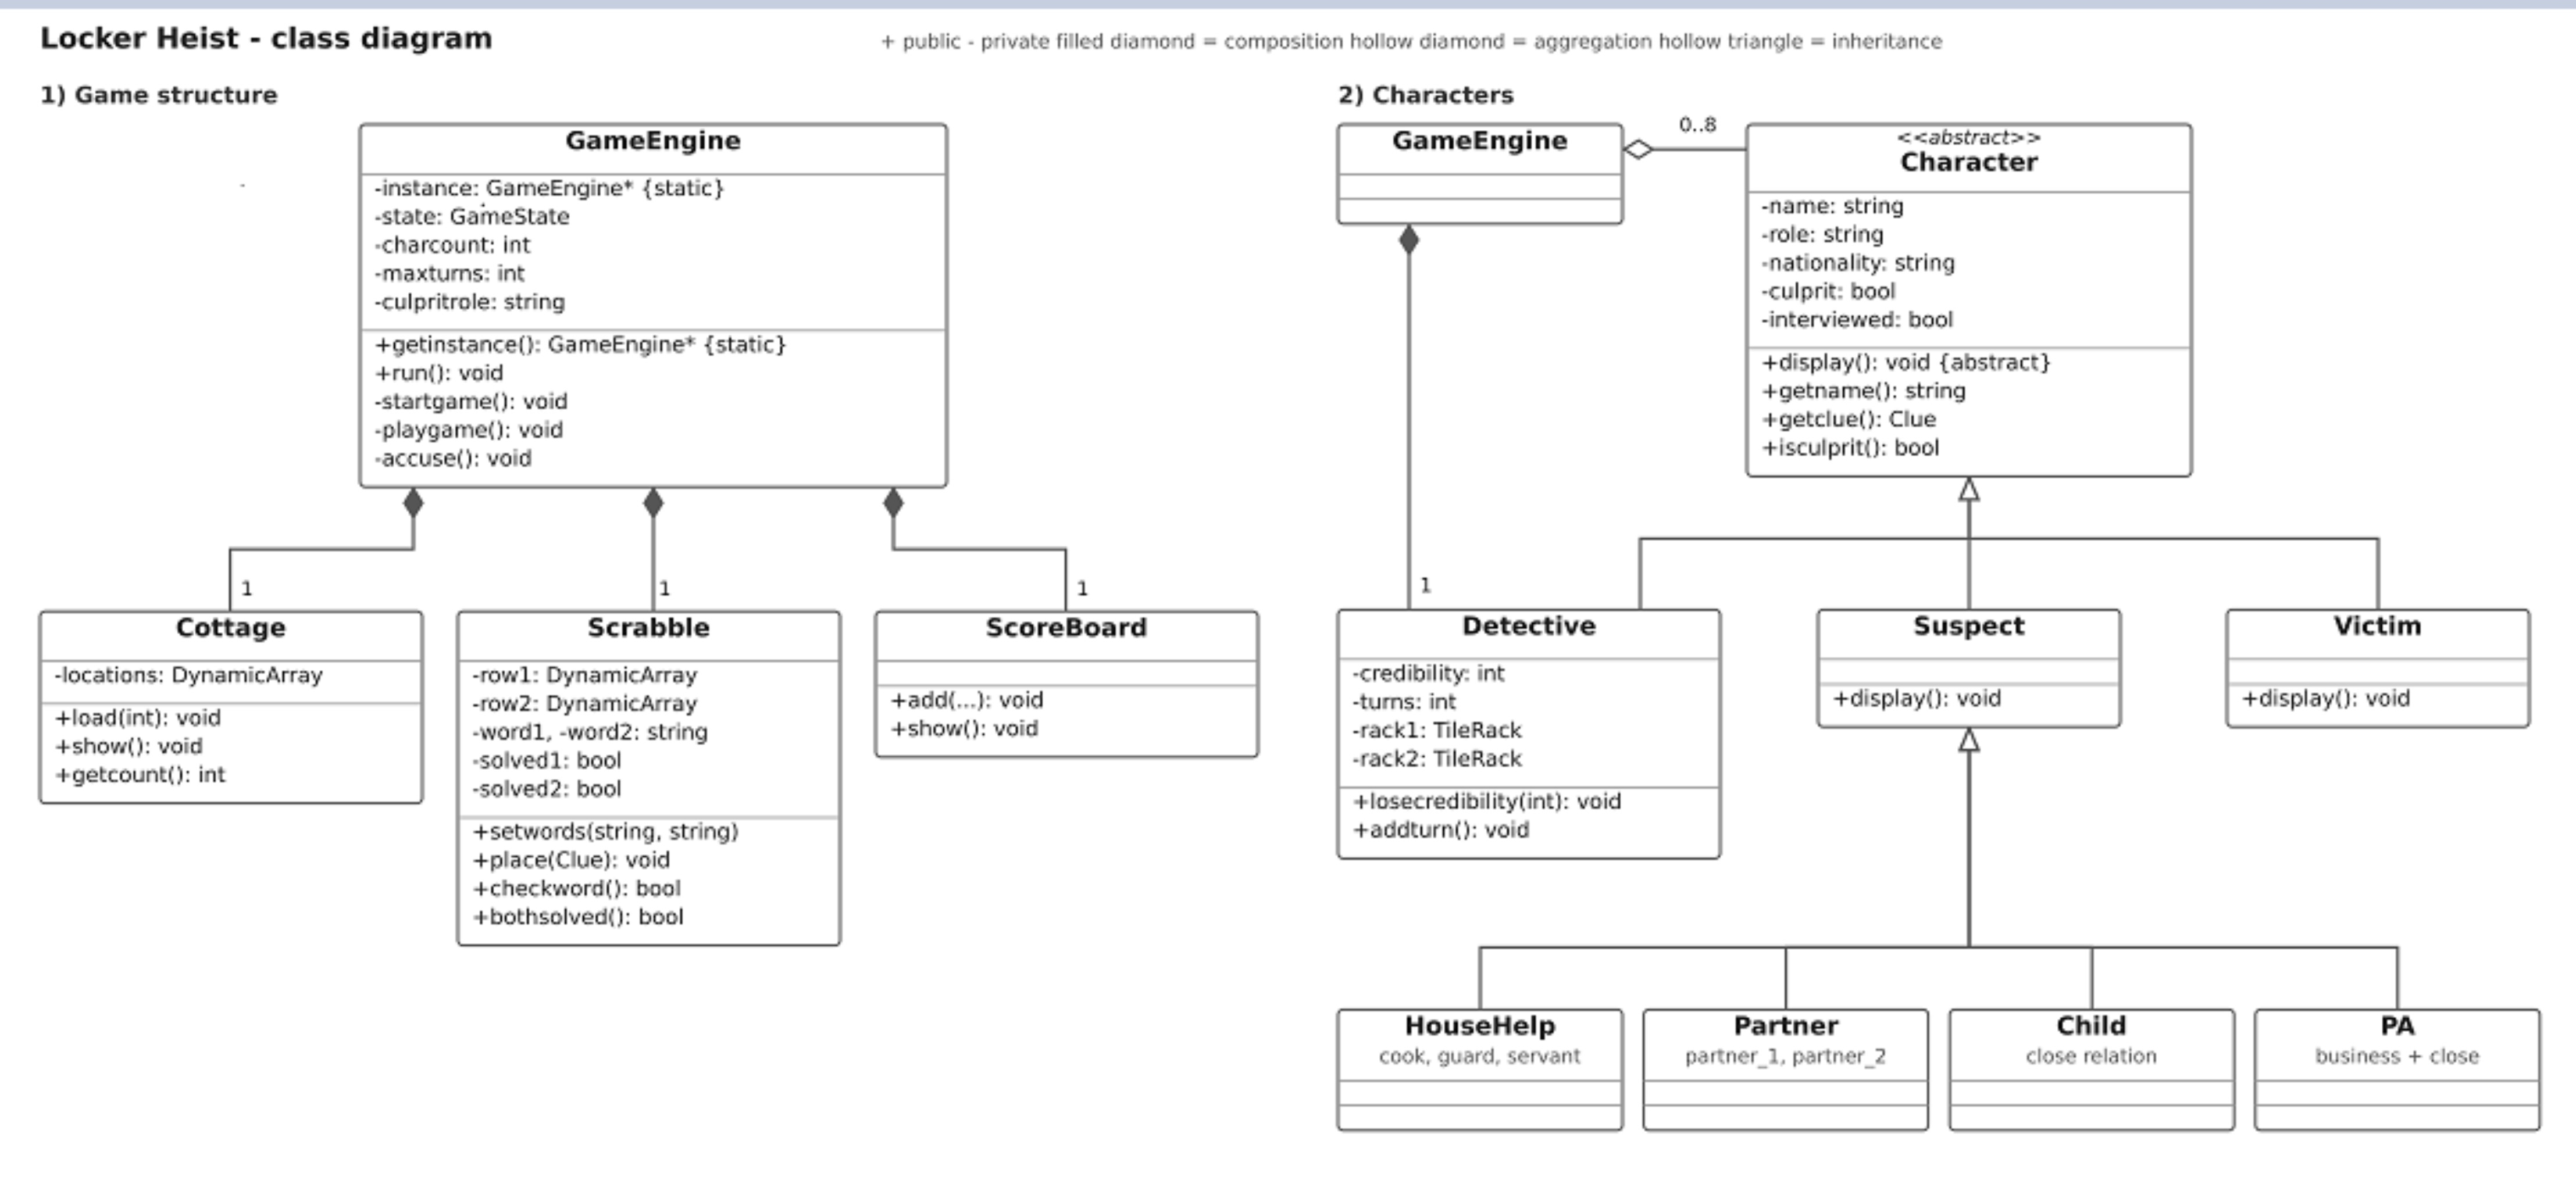 Locker Heist - class diagram
+ public - private filled diamond = composition hollow diamond = aggregation hollow triangle = inheritance
1) Game structure
GameEngine
-instance: GameEngine* {static}
-state: GameState
-charcount: int
-maxturns: int
-culpritrole: string
+getinstance(): GameEngine* {static}
+run(): void
-startgame(): void
-playgame(): void
-accuse(): void
1
1
1
Cottage
-locations: DynamicArray
+load(int): void
+show(): void
+getcount(): int
Scrabble
-row1: DynamicArray
-row2: DynamicArray
-word1, -word2: string
-solved1: bool
-solved2: bool
+setwords(string, string)
+place(Clue): void
+checkword(): bool
+bothsolved(): bool
ScoreBoard
+add(...): void
+show(): void
2) Characters
GameEngine
0..8
<<abstract>>
Character
-name: string
-role: string
-nationality: string
-culprit: bool
-interviewed: bool
+display(): void {abstract}
+getname(): string
+getclue(): Clue
+isculprit(): bool
1
Detective
-credibility: int
-turns: int
-rack1: TileRack
-rack2: TileRack
+losecredibility(int): void
+addturn(): void
Suspect
+display(): void
Victim
+display(): void
HouseHelp
cook, guard, servant
Partner
partner_1, partner_2
Child
close relation
PA
business + close